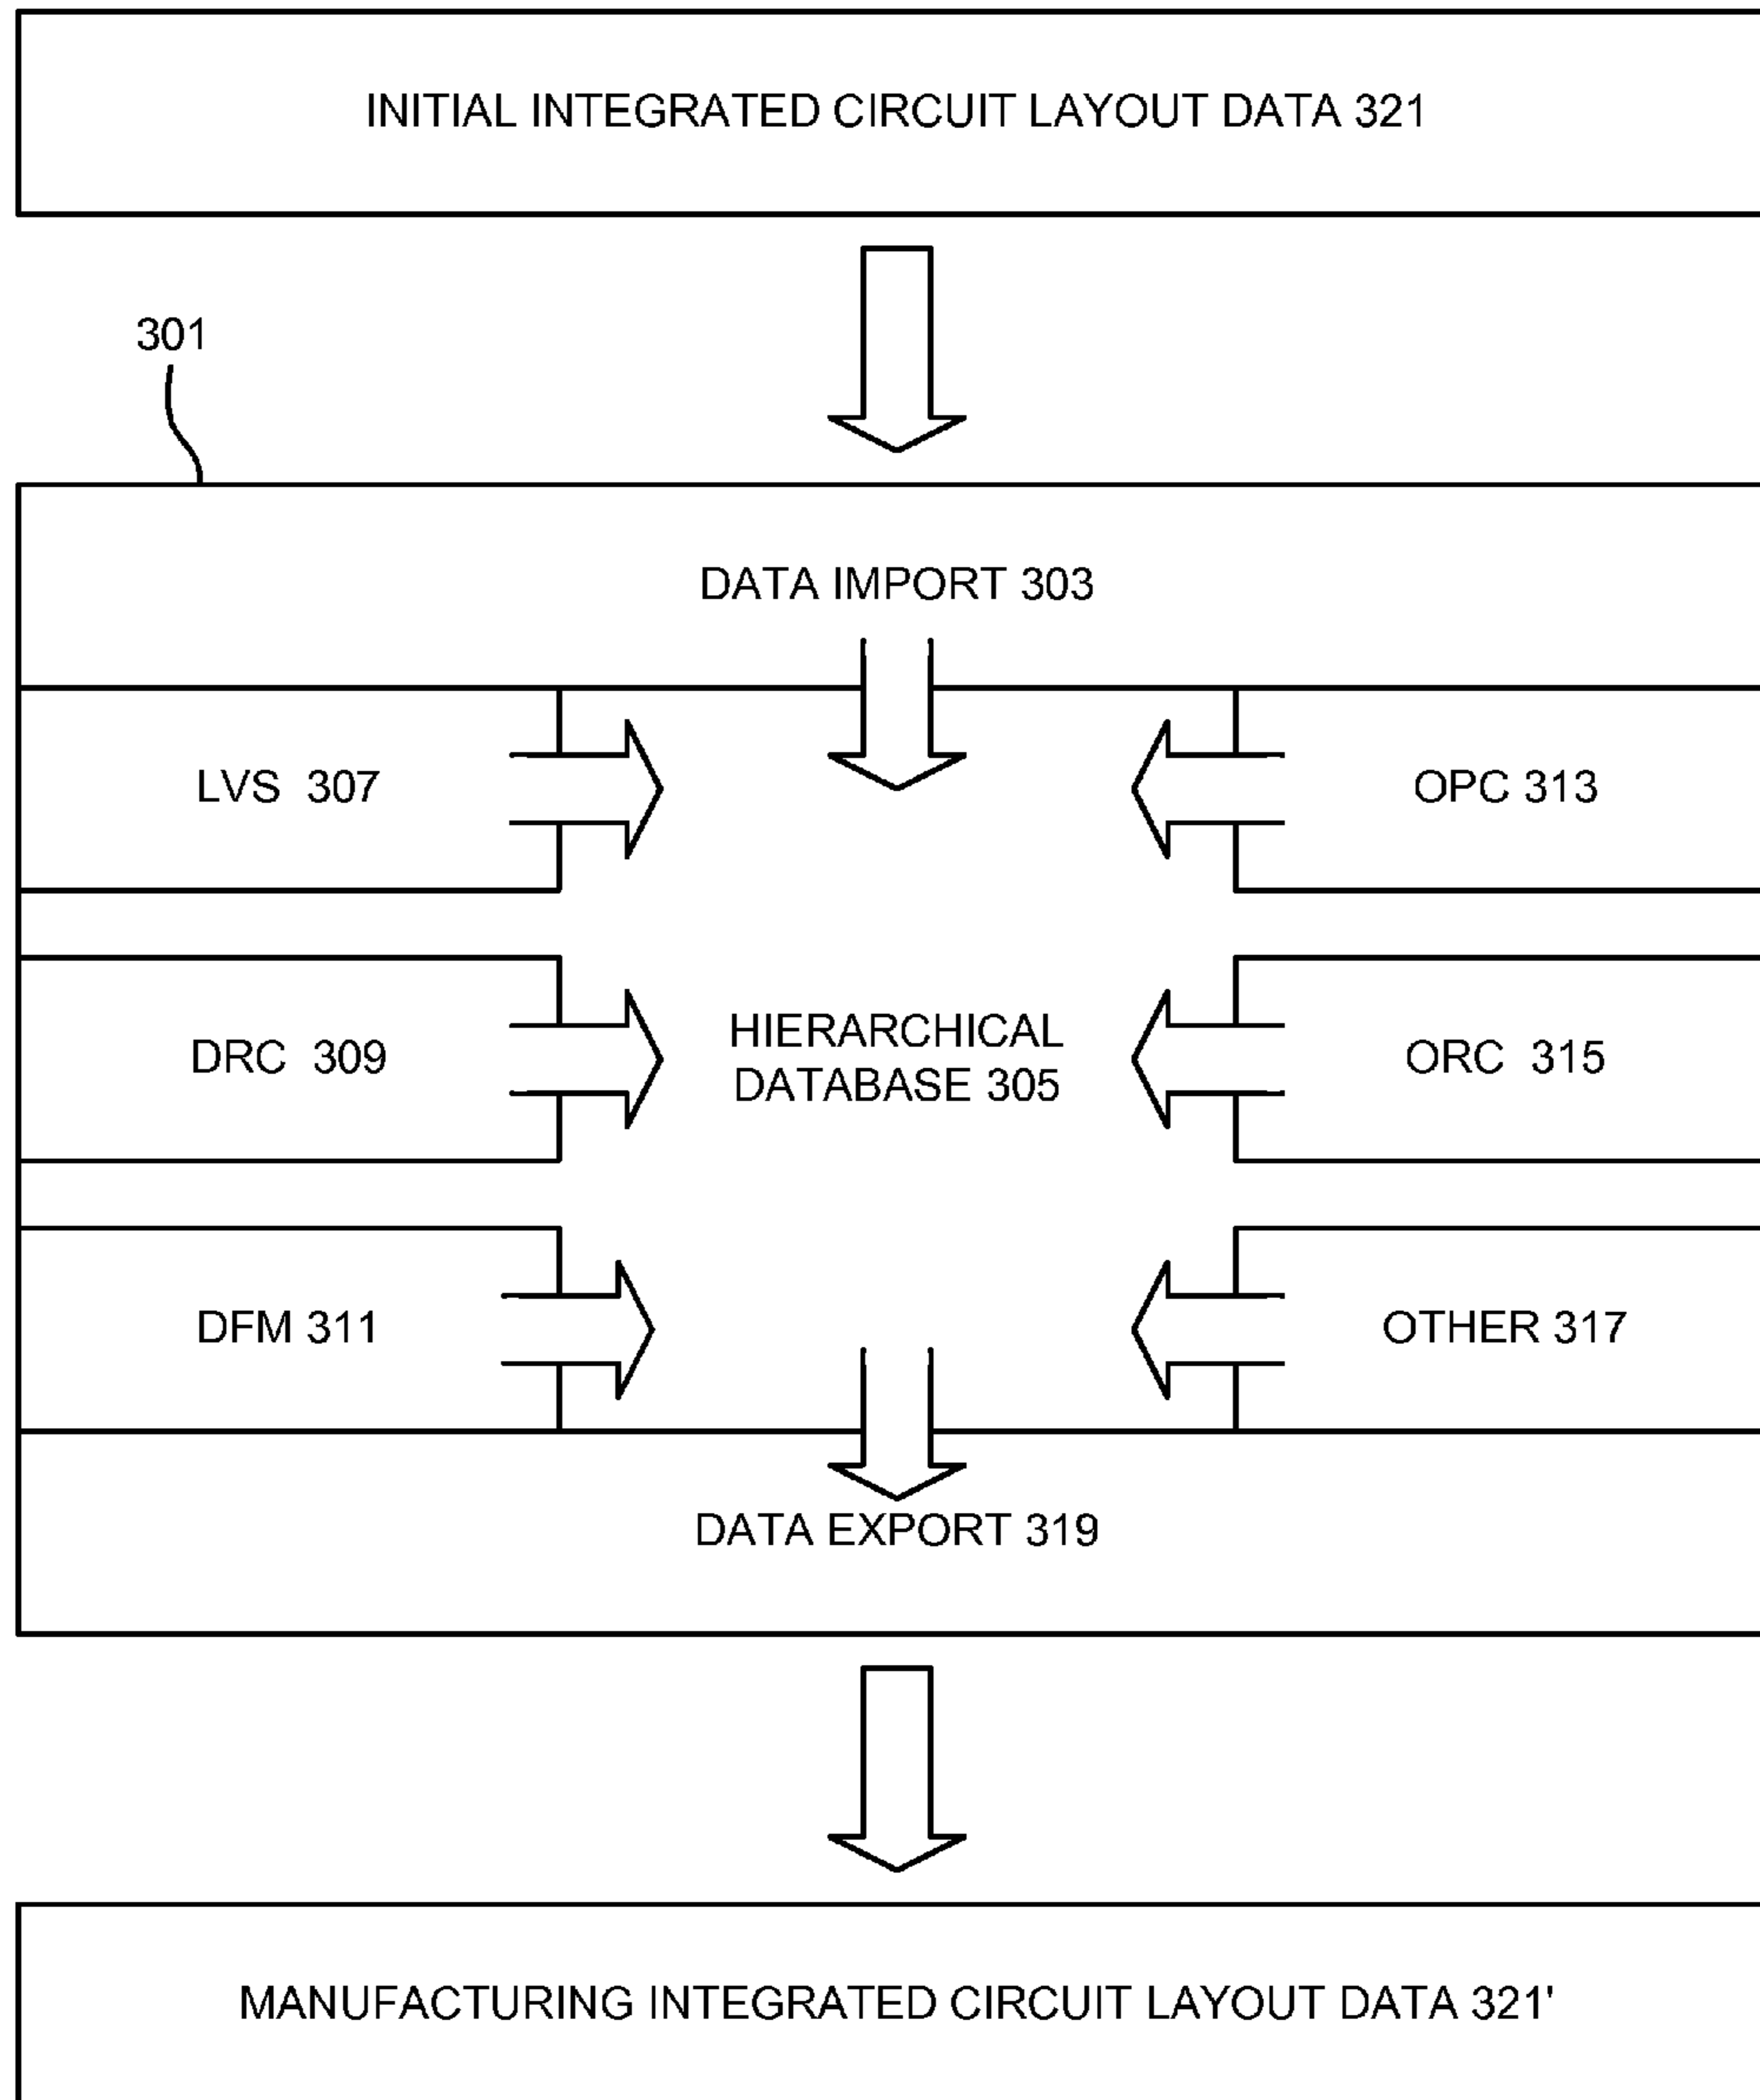 INITIAL INTEGRATED CIRCUIT LAYOUT DATA 321
301
DATA IMPORT 303
LVS 307
OPC 313
DRC 309
HIERARCHICAL
DATABASE 305
ORC 315
DFM 311
OTHER 317
DATA EXPORT 319
MANUFACTURING INTEGRATED CIRCUIT LAYOUT DATA 321'